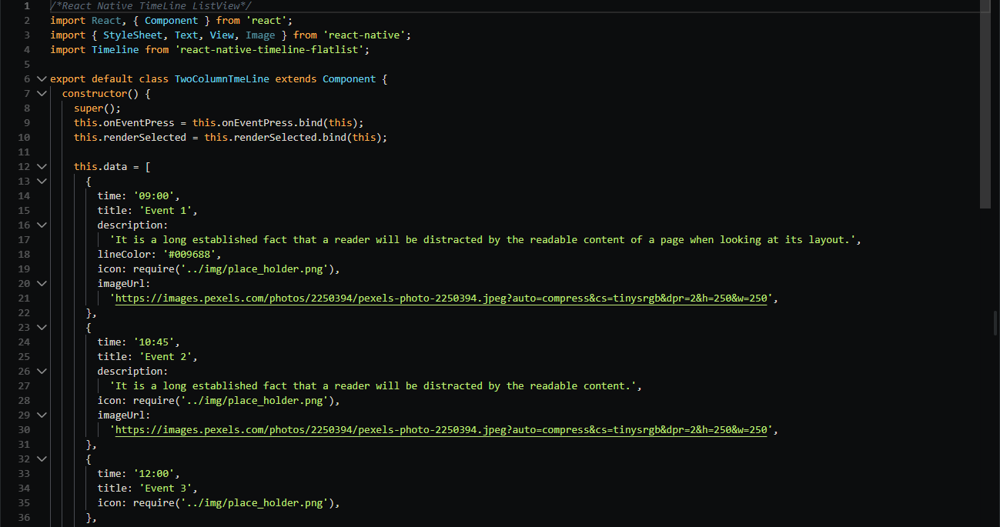 1 /*React Native TimeLine ListView*/
2 import React, { Component } from 'react';
3 import { StyleSheet, Text, View, Image } from 'react-native';
4 import Timeline from 'react-native-timeline-flatlist';
5
6 export default class TwoColumnTmeLine extends Component {
7 constructor() {
8 super();
9 this.onEventPress = this.onEventPress.bind(this);
10 this.renderSelected = this.renderSelected.bind(this);
11
12 this.data = [
13 {
14 time: '09:00',
15 title: 'Event 1',
16 description:
17 'It is a long established fact that a reader will be distracted by the readable content of a page when looking at its layout.',
18 lineColor: '#009688',
19 icon: require('../img/place_holder.png'),
20 imageUrl:
21 'https://images.pexels.com/photos/2250394/pexels-photo-2250394.jpeg?auto=compress&cs=tinysrgb&dpr=2&h=250&w=250',
22 },
23 {
24 time: '10:45',
25 title: 'Event 2',
26 description:
27 'It is a long established fact that a reader will be distracted by the readable content.',
28 icon: require('../img/place_holder.png'),
29 imageUrl:
30 'https://images.pexels.com/photos/2250394/pexels-photo-2250394.jpeg?auto=compress&cs=tinysrgb&dpr=2&h=250&w=250',
31 },
32 {
33 time: '12:00',
34 title: 'Event 3',
35 icon: require('../img/place_holder.png'),
36 },